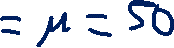 = μ = 50